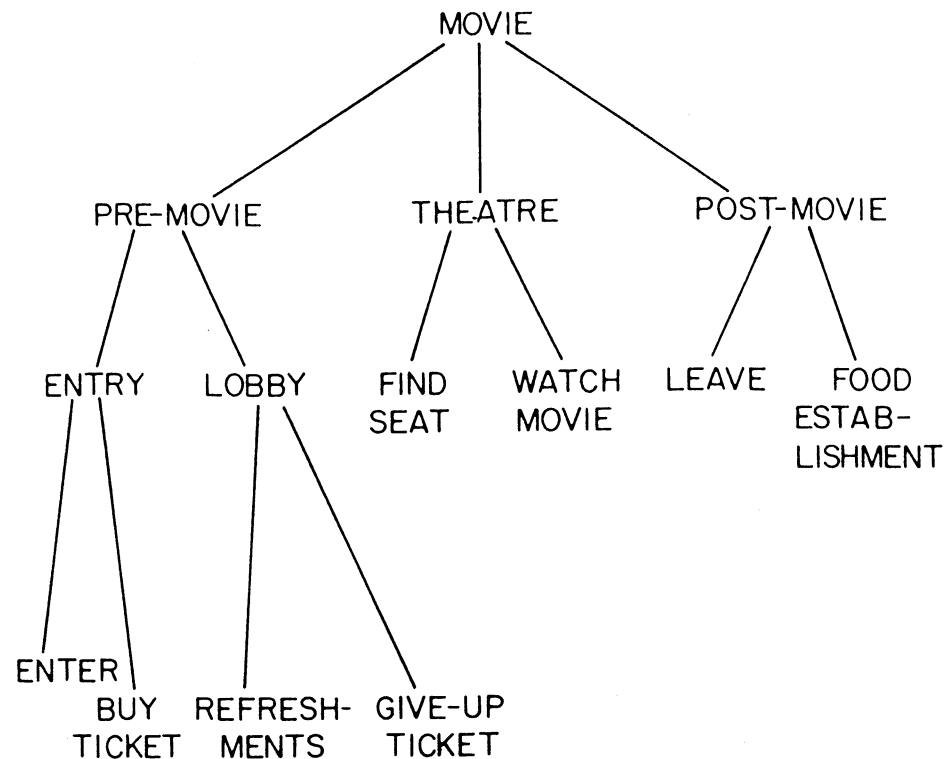 MOVIE
PRE-MOVIE
THEATRE
POST-MOVIE
ENTRY
LOBBY
FIND
SEAT
WATCH
MOVIE
LEAVE
FOOD
ESTAB-
LISHMENT
ENTER
BUY
TICKET
REFRESH-
MENTS
GIVE-UP
TICKET